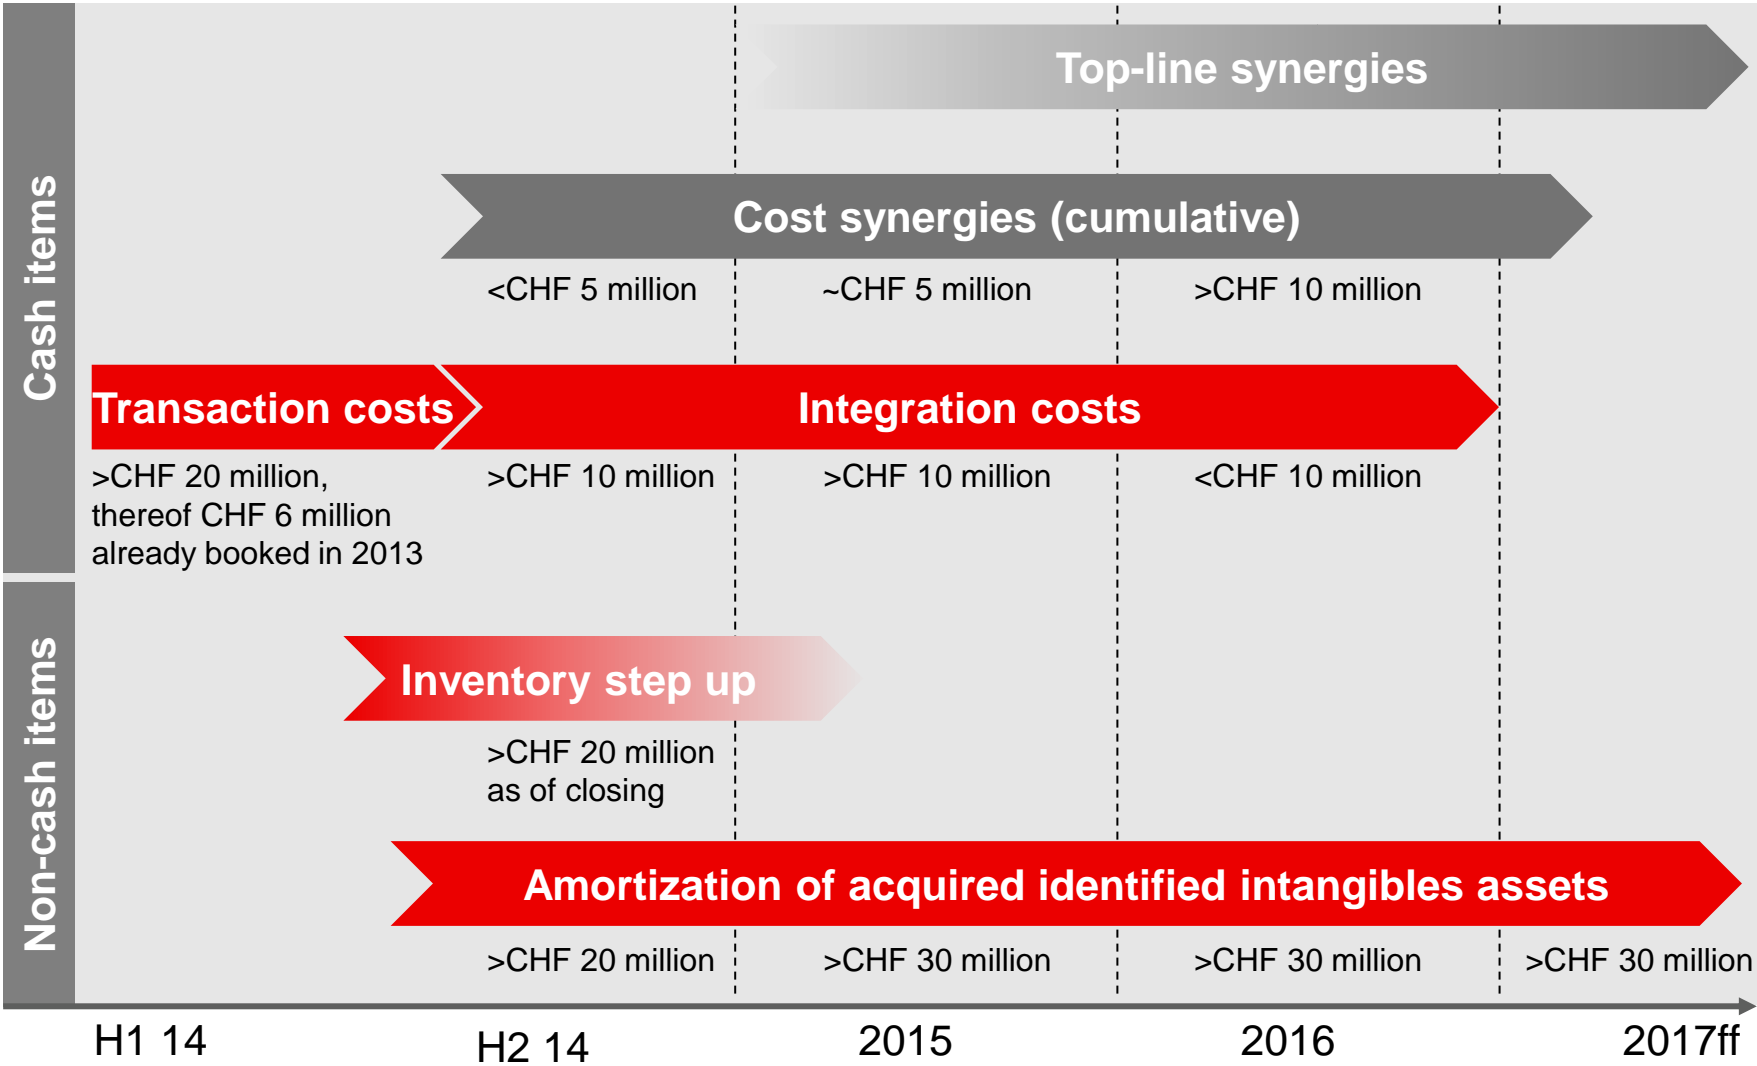 Cash items
Top-line synergies
Cost synergies (cumulative)
<CHF 5 million
~CHF 5 million
>CHF 10 million
Transaction costs
Integration costs
>CHF 20 million,
thereof CHF 6 million
already booked in 2013
>CHF 10 million
>CHF 10 million
<CHF 10 million
Non-cash items
Inventory step up
>CHF 20 million
as of closing
Amortization of acquired identified intangibles assets
>CHF 20 million
>CHF 30 million
>CHF 30 million
>CHF 30 million
H1 14
H2 14
2015
2016
2017ff